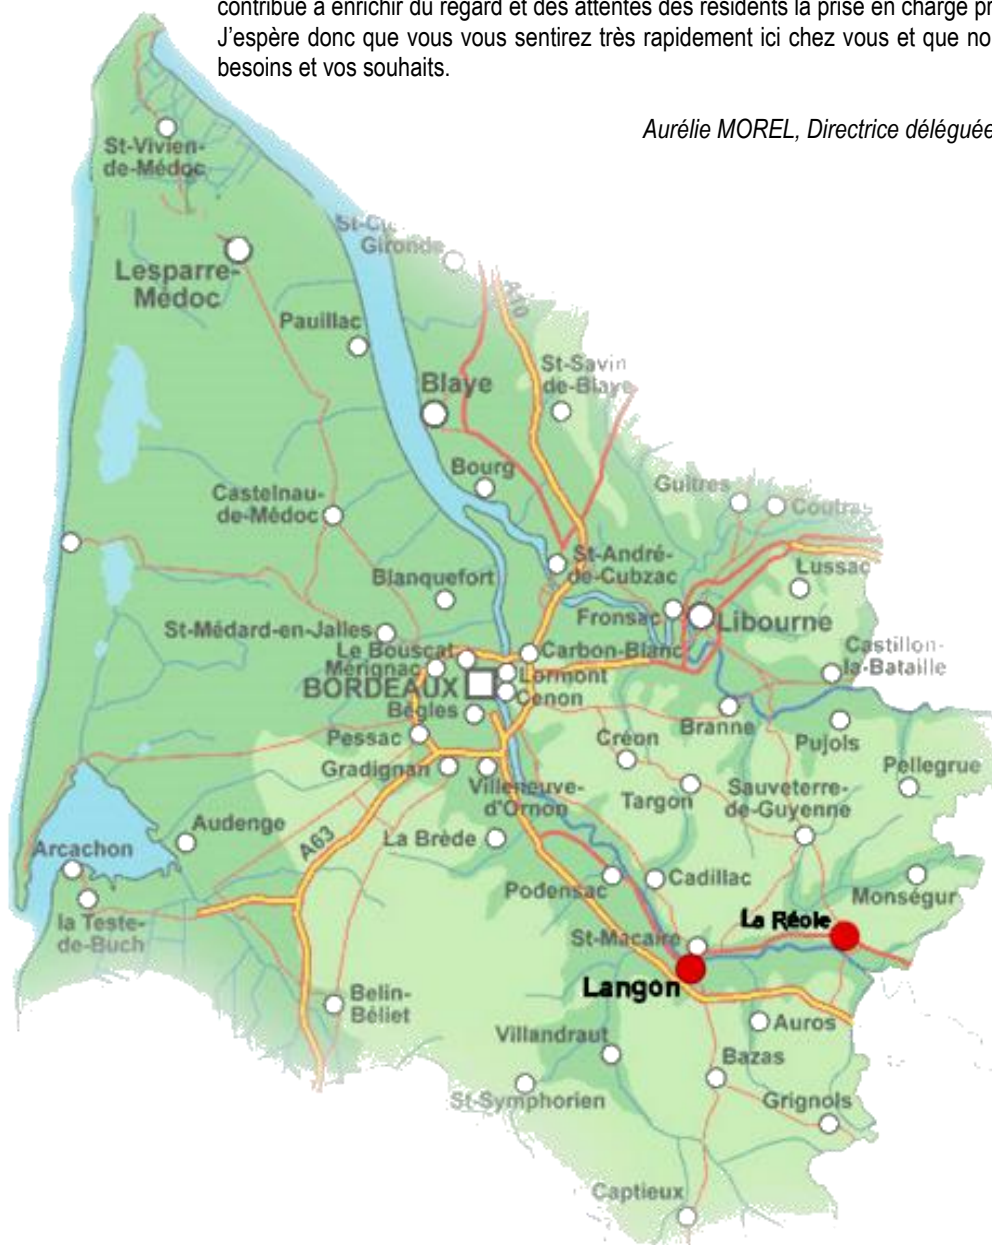 contribue à enrichir du regard et des attentes des résidents la prise en charge
J'espère donc que vous vous sentirez très rapidement ici chez vous et que
besoins et vos souhaits.
Aurélie MOREL, Directrice déléguée
St-Vivien-
de-Médoc
Gironde
Lesparre-
Médoc
A10
Pauillac
St-Savin
de-Blaye
Blaye
Bourg
Castelnau-
de-Médoc
Guîtres
Coutras
St-André-
de-Cubzac
Lussac
Blanquefort
Fronsac
Libourne
St-Médard-en-Jalles
Le Bouscat
Carbon-Blanc
Castillon-
la-Bataille
Mérignac
Lormont
BORDEAUX
Cenon
Bègles
Branne
Pessac
Créon
Pujols
Gradignan
Villeneuve-
d'Ornon
Targon
Sauveterre-
de-Guyenne
Pellegrue
Audenge
A63
La Brède
Arcachon
Podensac
Cadillac
Monségur
la Teste-
de-Buch
La Réole
St-Macaire
Langon
Belin-
Béliet
Auros
Villandraut
Bazas
St-Symphorien
Grignols
Captieux